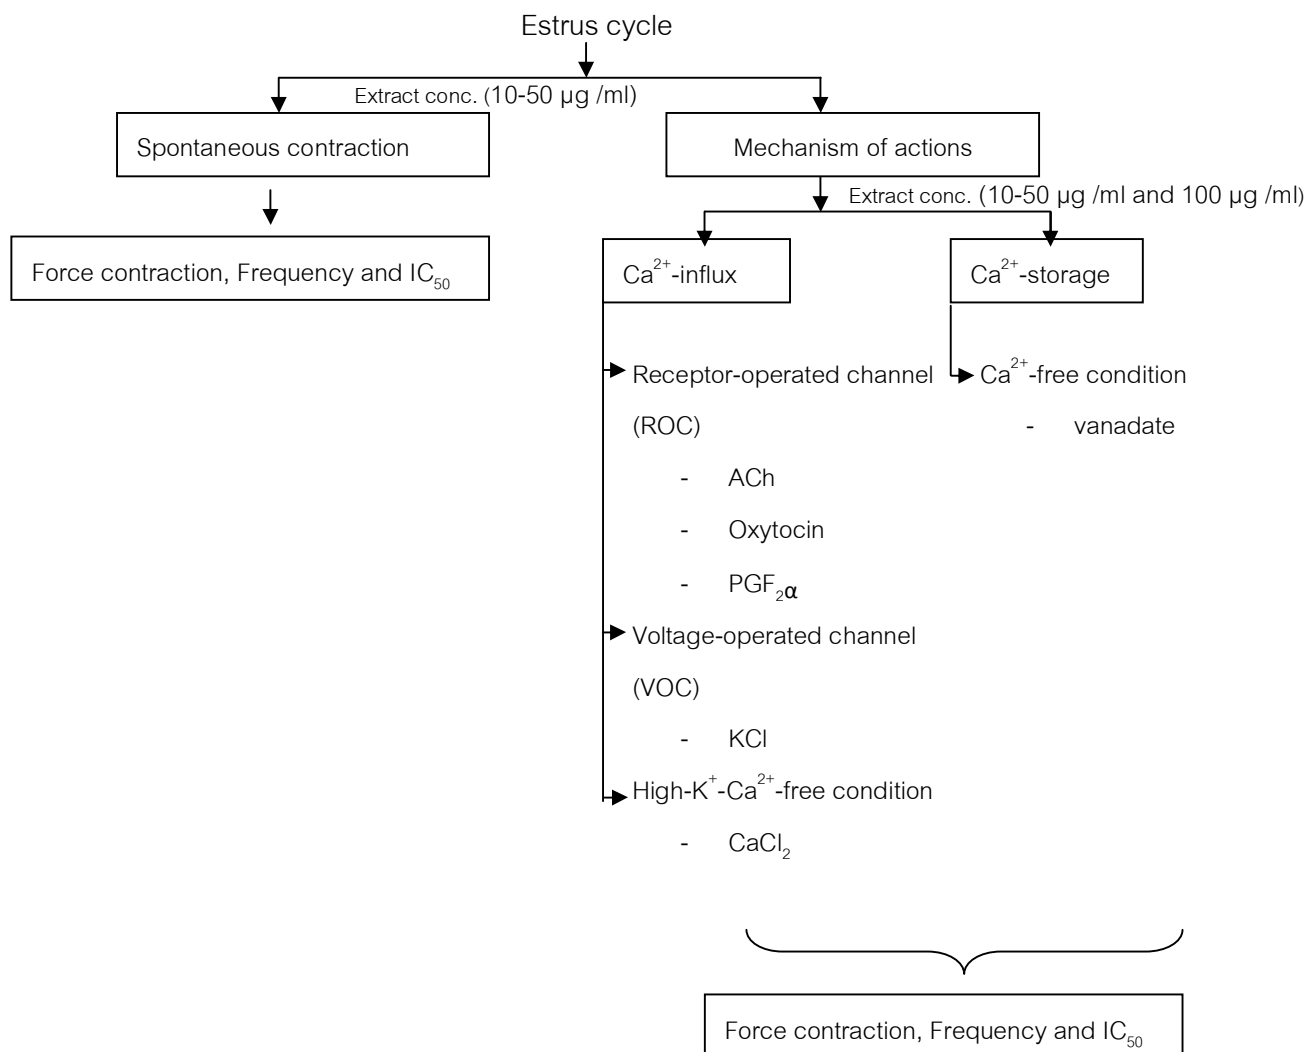 Estrus cycle
Extract conc. (10-50 µg /ml)
Spontaneous contraction
Mechanism of actions
Extract conc. (10-50 µg /ml and 100 µg /ml)
Force contraction, Frequency and IC₅₀
Ca²⁺-influx
Ca²⁺-storage
Receptor-operated channel
(ROC)
- ACh
- Oxytocin
- PGF₂α
Voltage-operated channel
(VOC)
- KCl
High-K⁺-Ca²⁺-free condition
- CaCl₂
Ca²⁺-free condition
- vanadate
Force contraction, Frequency and IC₅₀